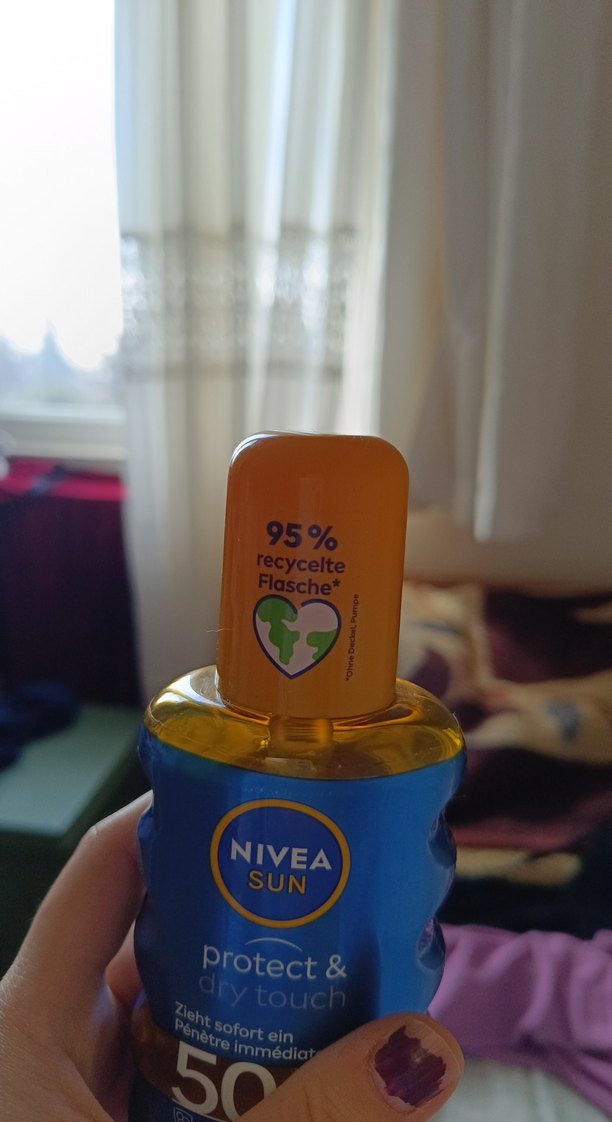 95%
recycelte
Flasche*
*Ohne Deckel, Pumpe
NIVEA
SUN
protect &
dry touch
Zieht sofort ein
Pénètre immédiat
50